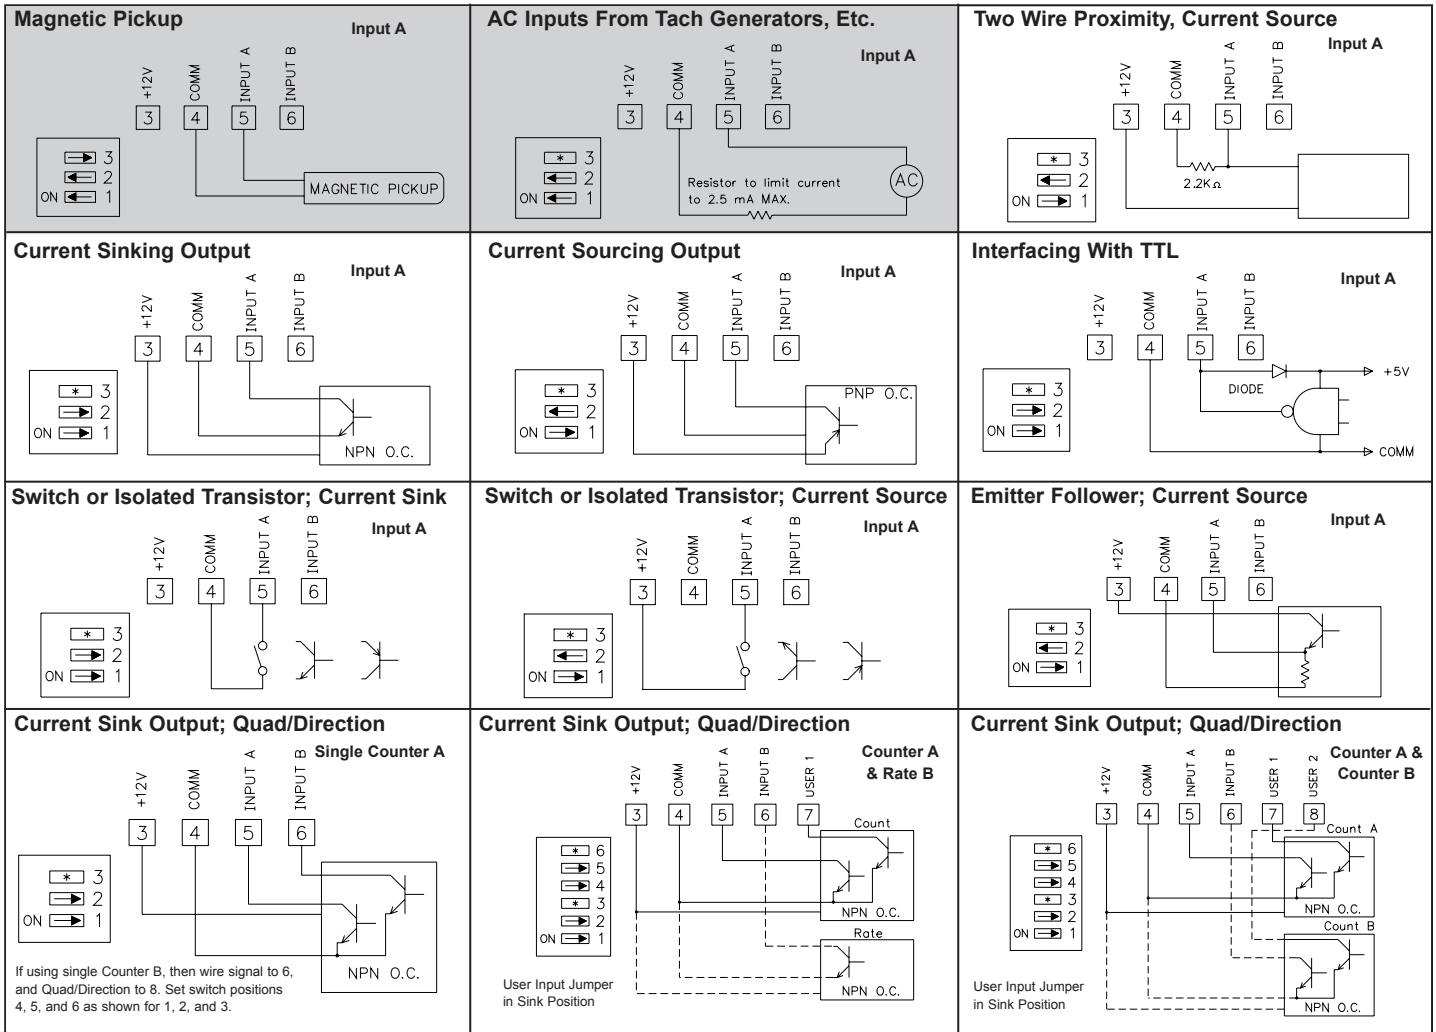 Magnetic Pickup
Input A
+12V
COMM
INPUT A
INPUT B
3
4
5
6
3
2
ON 1
MAGNETIC PICKUP
AC Inputs From Tach Generators, Etc.
Input A
+12V
COMM
INPUT A
INPUT B
3
4
5
6
* 3
2
ON 1
Resistor to limit current
to 2.5 mA MAX.
AC
Two Wire Proximity, Current Source
Input A
+12V
COMM
INPUT A
INPUT B
3
4
5
6
* 3
2
ON 1
2.2KΩ
Current Sinking Output
Input A
+12V
COMM
INPUT A
INPUT B
3
4
5
6
* 3
2
ON 1
NPN O.C.
Current Sourcing Output
Input A
+12V
COMM
INPUT A
INPUT B
3
4
5
6
* 3
2
ON 1
PNP O.C.
Interfacing With TTL
Input A
+12V
COMM
INPUT A
INPUT B
3
4
5
6
* 3
2
ON 1
DIODE
+5V
COMM
Switch or Isolated Transistor; Current Sink
Input A
+12V
COMM
INPUT A
INPUT B
3
4
5
6
* 3
2
ON 1
Switch or Isolated Transistor; Current Source
Input A
+12V
COMM
INPUT A
INPUT B
3
4
5
6
* 3
2
ON 1
Emitter Follower; Current Source
Input A
+12V
COMM
INPUT A
INPUT B
3
4
5
6
* 3
2
ON 1
Current Sink Output; Quad/Direction
Single Counter A
+12V
COMM
INPUT A
INPUT B
3
4
5
6
* 3
2
ON 1
NPN O.C.
If using single Counter B, then wire signal to 6,
and Quad/Direction to 8. Set switch positions
4, 5, and 6 as shown for 1, 2, and 3.
Current Sink Output; Quad/Direction
Counter A
& Rate B
+12V
COMM
INPUT A
INPUT B
USER 1
3
4
5
6
7
* 6
5
4
* 3
2
ON 1
Count
NPN O.C.
Rate
NPN O.C.
User Input Jumper
in Sink Position
Current Sink Output; Quad/Direction
Counter A &
Counter B
+12V
COMM
INPUT A
INPUT B
USER 1
USER 2
3
4
5
6
7
8
* 6
5
4
* 3
2
ON 1
Count A
NPN O.C.
Count B
NPN O.C.
User Input Jumper
in Sink Position